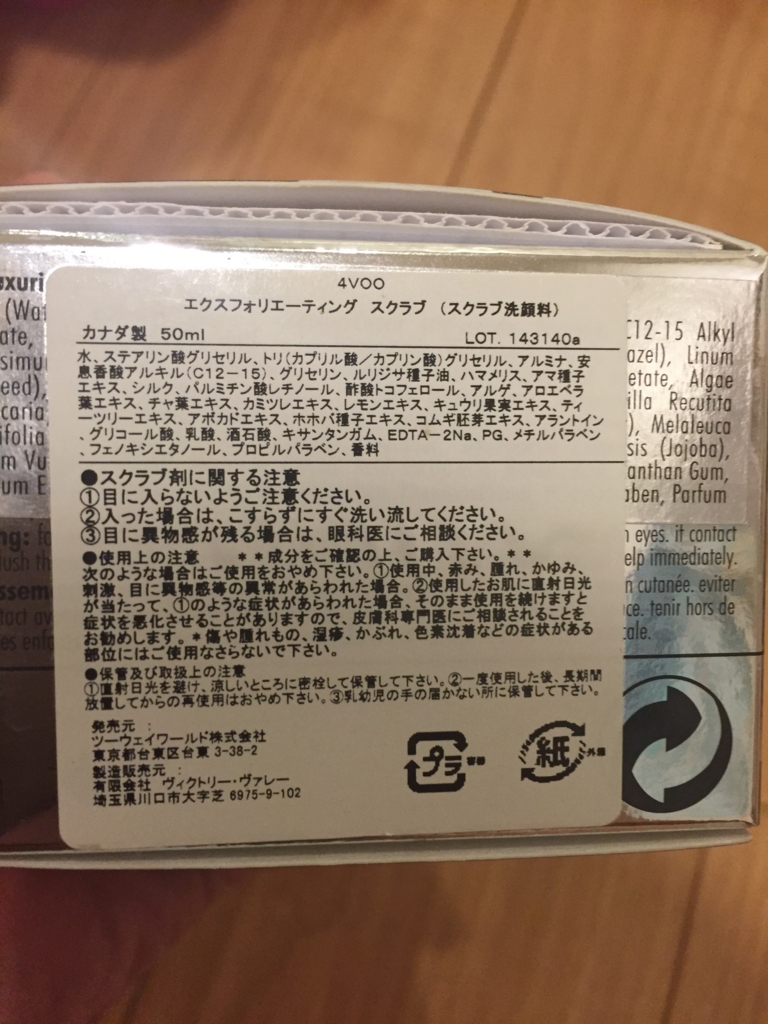 4VOO
エクスフォリエーティング スクラブ (スクラブ洗顔料)
カナダ製 50ml LOT. 143140a
水、ステアリン酸グリセリル、トリ(カプリル酸/カプリン酸)グリセリル、アルミナ、安
息香酸アルキル(C12-15)、グリセリン、ルリジサ種子油、ハマメリス、アマ種子
エキス、シルク、パルミチン酸レチノール、酢酸トコフェロール、アルゲ、アロエベラ
葉エキス、チャ葉エキス、カミツレエキス、レモンエキス、キュウリ果実エキス、ティ
ーツリーエキス、アボカドエキス、ホホバ種子エキス、コムギ胚芽エキス、アラントイン
、グリコール酸、乳酸、酒石酸、キサンタンガム、EDTA-2Na、PG、メチルパラベン
、フェノキシエタノール、プロピルパラベン、香料
●スクラブ剤に関する注意
①目に入らないようご注意ください。
②入った場合は、こすらずにすぐ洗い流してください。
③目に異物感が残る場合は、眼科医にご相談ください。
●使用上の注意 **成分をご確認の上、ご購入下さい。**
次のような場合はご使用をおやめ下さい。①使用中、赤み、腫れ、かゆみ、
刺激、目に異物感等の異常があらわれた場合。②使用したお肌に直射日光
が当たって、①のような症状があらわれた場合、そのまま使用を続けますと
症状を悪化させることがありますので、皮膚科専門医にご相談されることを
お勧めします。*傷や腫れもの、湿疹、かぶれ、色素沈着などの症状がある
部位にはご使用なさらないで下さい。
●保管及び取扱上の注意
①直射日光を避け、涼しいところに密栓して保管して下さい。②一度使用した後、長期間
放置してからの再使用はおやめ下さい。③乳幼児の手の届かない所に保管して下さい。
発売元 :
ツーウェイワールド株式会社
東京都台東区台東 3-38-2
製造販売元 :
有限会社 ヴィクトリー・ヴァレー
埼玉県川口市大字芝 6975-9-102
プラ 容器
紙 外箱
C12-15 Alkyl
azel), Linum
etate, Algae
illa Recutita
), Melaleuca
sis (Jojoba),
anthan Gum,
aben, Parfum
n eyes. if contact
elp immediately.
n cutanée. eviter
ce. tenir hors de
cale.
xuri
(Wat
ate,
simu
eed),
caria
ifolia
m Vu
um E
ng: fo
lush th
ssem
tact av
es enfa